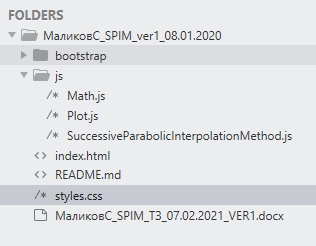 FOLDERS
МаликовС_SPIM_ver1_08.01.2020
bootstrap
js
/* Math.js
/* Plot.js
/* SuccessiveParabolicInterpolationMethod.js
<> index.html
<> README.md
/* styles.css
МаликовС_SPIM_ТЗ_07.02.2021_VER1.docx